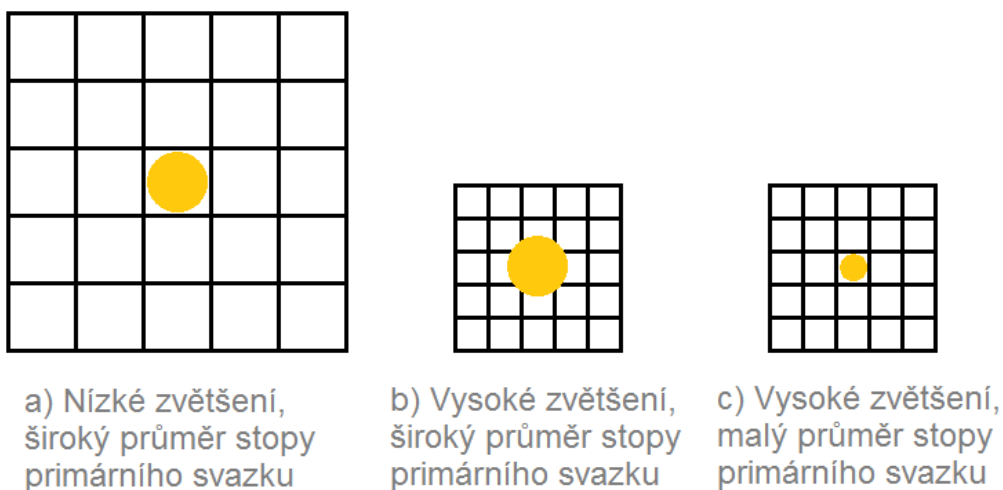 a) Nízké zvětšení,
široký průměr stopy
primárního svazku
b) Vysoké zvětšení,
široký průměr stopy
primárního svazku
c) Vysoké zvětšení,
malý průměr stopy
primárního svazku